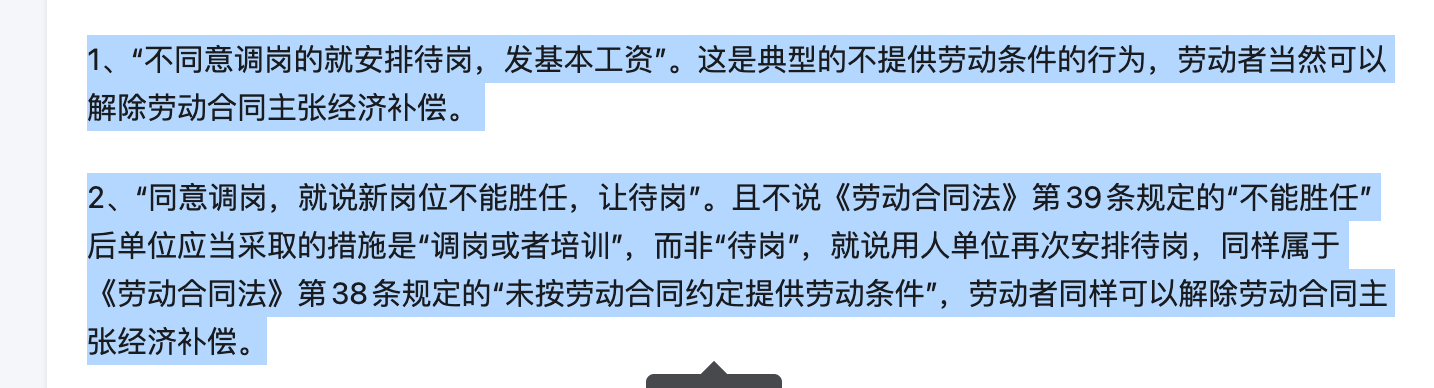 1、“不同意调岗的就安排待岗，发基本工资”。这是典型的不提供劳动条件的行为，劳动者当然可以
解除劳动合同主张经济补偿。
2、“同意调岗，就说新岗位不能胜任，让待岗”。且不说《劳动合同法》第39条规定的“不能胜任”
后单位应当采取的措施是“调岗或者培训”，而非“待岗”，就说用人单位再次安排待岗，同样属于
《劳动合同法》第38条规定的“未按劳动合同约定提供劳动条件”，劳动者同样可以解除劳动合同主
张经济补偿。